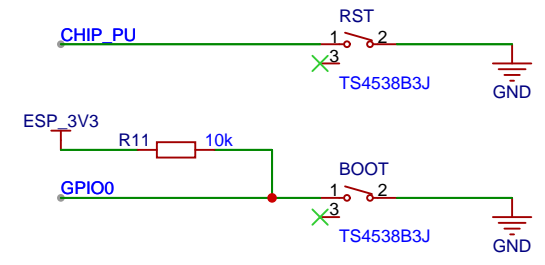 RST
CHIP_PU
1 2
3
TS4538B3J
GND
ESP_3V3
R11 10k
BOOT
GPIO0
1 2
3
TS4538B3J
GND